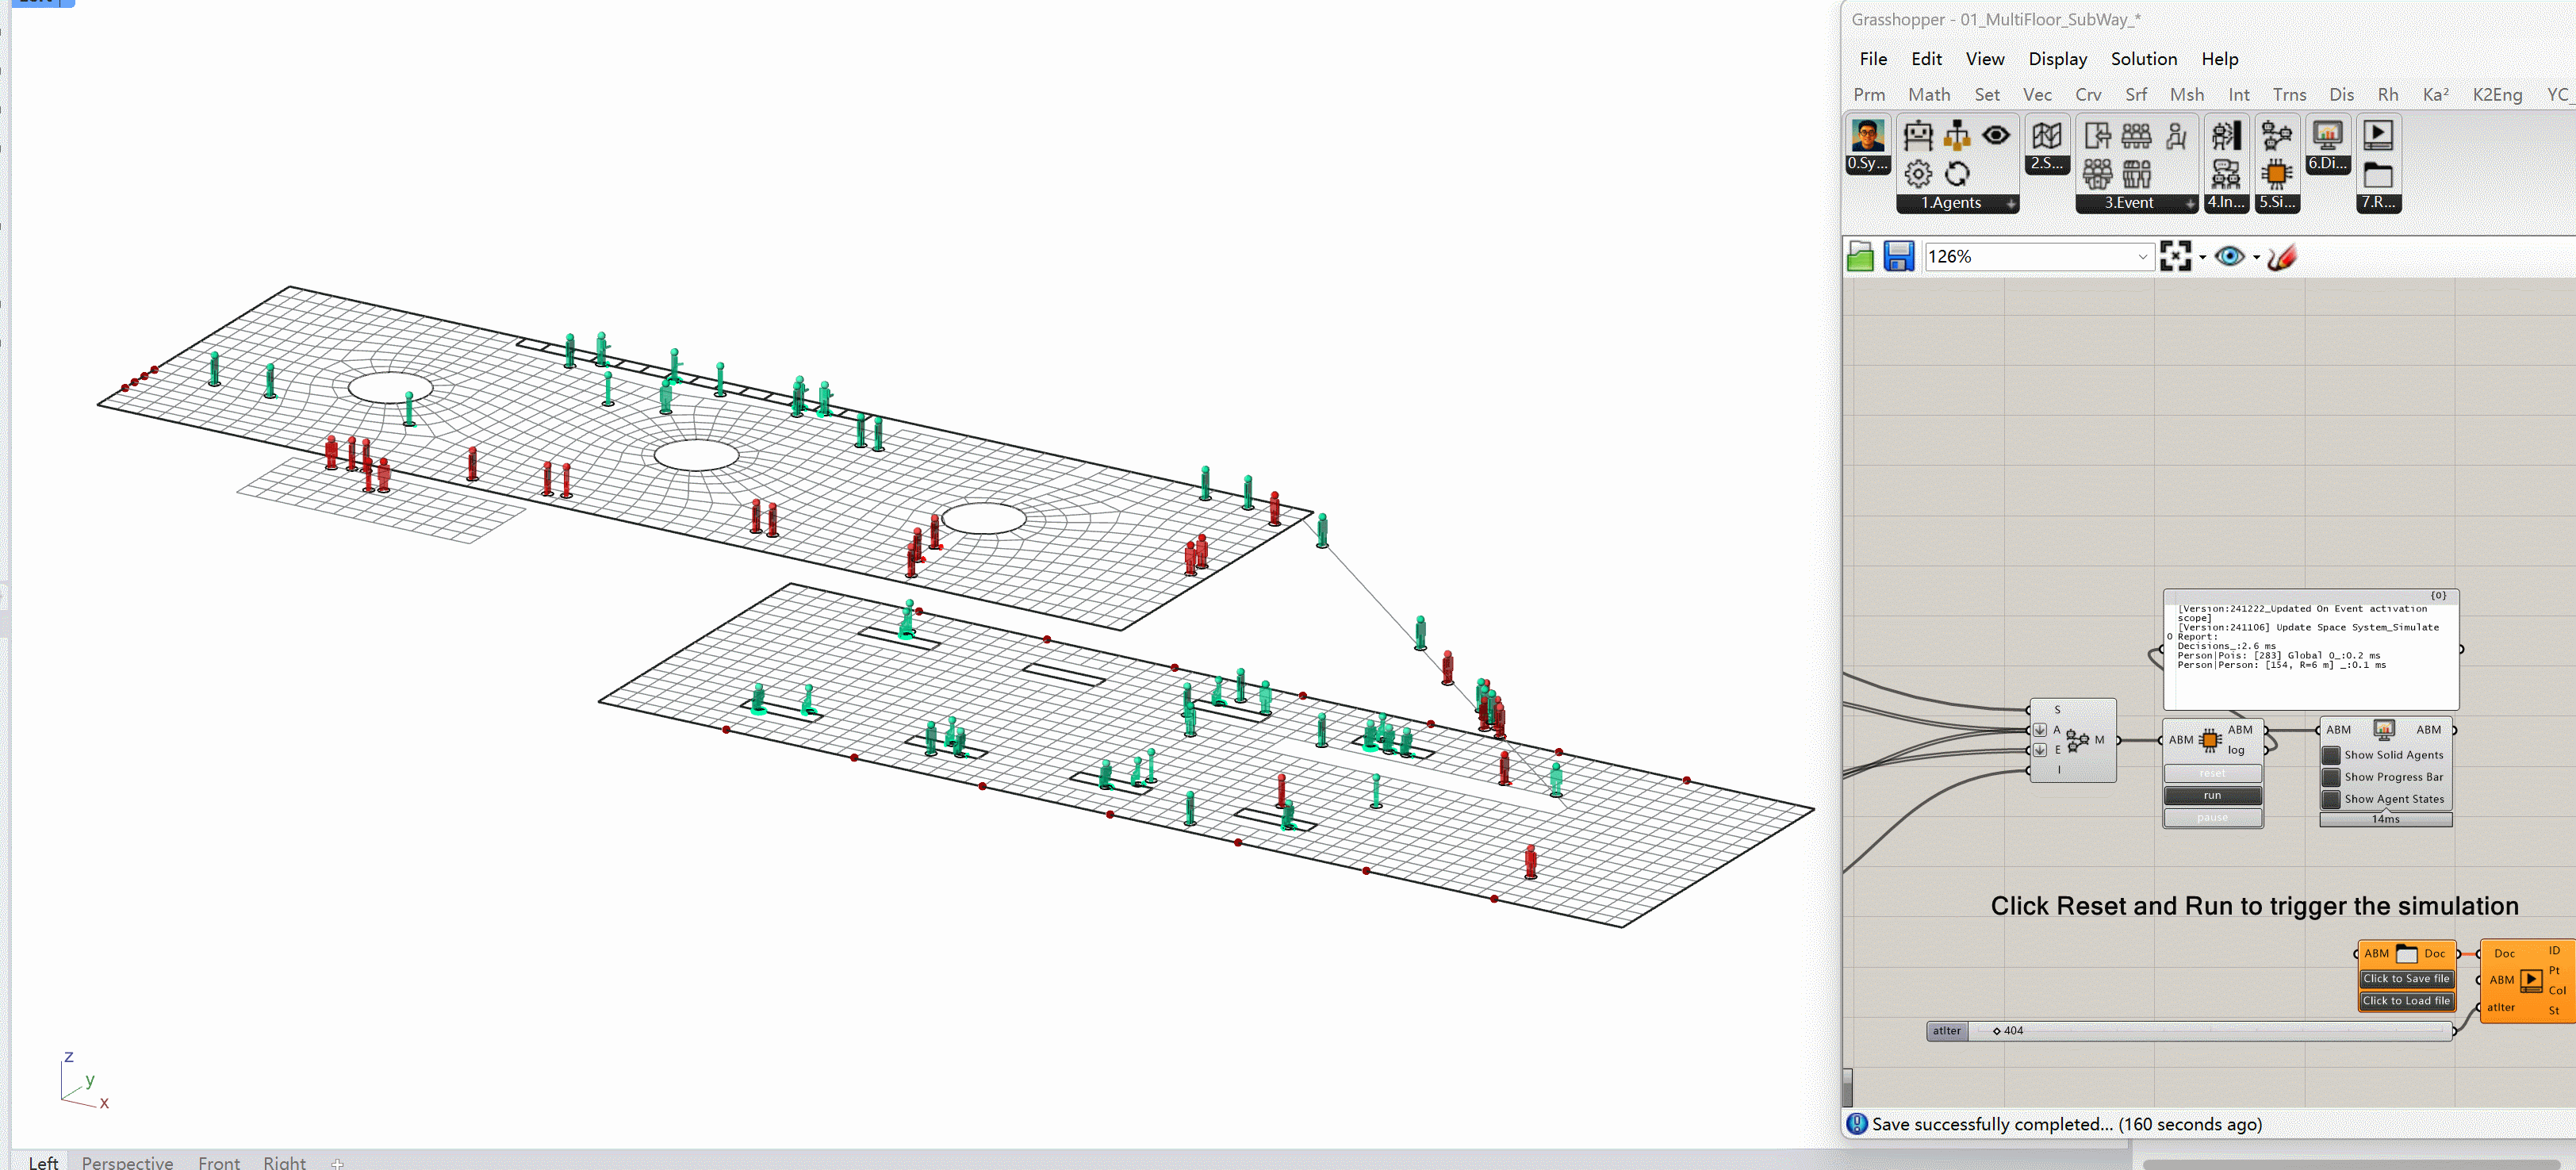 Grasshopper - 01_MultiFloor_SubWay_*
File Edit View Display Solution Help
Prm Math Set Vec Crv Srf Msh Int Trns Dis Rh Ka² K2Eng YC_
0.Sy... 1.Agents 2.S... 3.Event 4.In... 5.Si... 6.Di... 7.R...
126%
{0}
[Version:241222_Updated On Event activation
scope]
[Version:241106] Update Space System_Simulate
0 Report:
Decisions_:2.6 ms
Person|Pois: [283] Global O_:0.2 ms
Person|Person: [154, R=6 m] _:0.1 ms
S
A
E
I
M
ABM ABM
log
reset
run
pause
ABM ABM
Show Solid Agents
Show Progress Bar
Show Agent States
14ms
Click Reset and Run to trigger the simulation
ABM Doc
Click to Save file
Click to Load file
Doc
ABM
atIter
ID
Pt
Col
St
atIter 404
Save successfully completed... (160 seconds ago)
z
y
x
Left Perspective Front Right